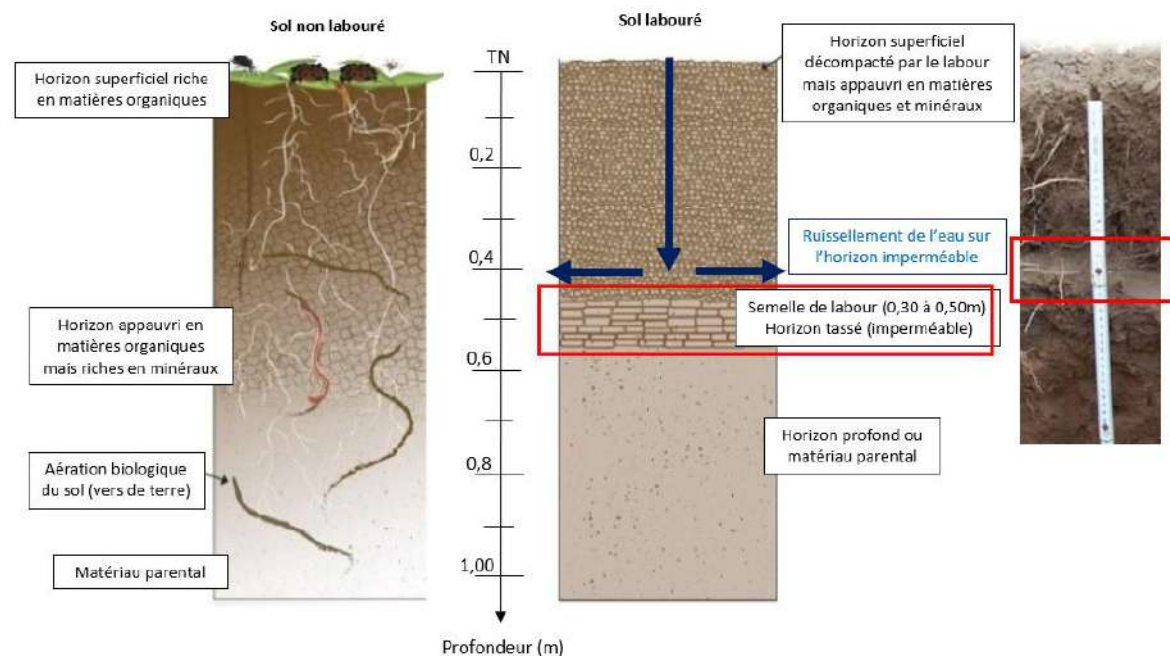 Sol non labouré
Sol labouré
TN
Horizon superficiel riche
en matières organiques
Horizon superficiel
décompacté par le labour
mais appauvri en matières
organiques et minéraux
0,2
Ruissellement de l'eau sur
l'horizon imperméable
0,4
Semelle de labour (0,30 à 0,50m)
Horizon tassé (imperméable)
Horizon appauvri en
matières organiques
mais riches en minéraux
0,6
Horizon profond ou
matériau parental
Aération biologique
du sol (vers de terre)
0,8
Matériau parental
1,00
Profondeur (m)